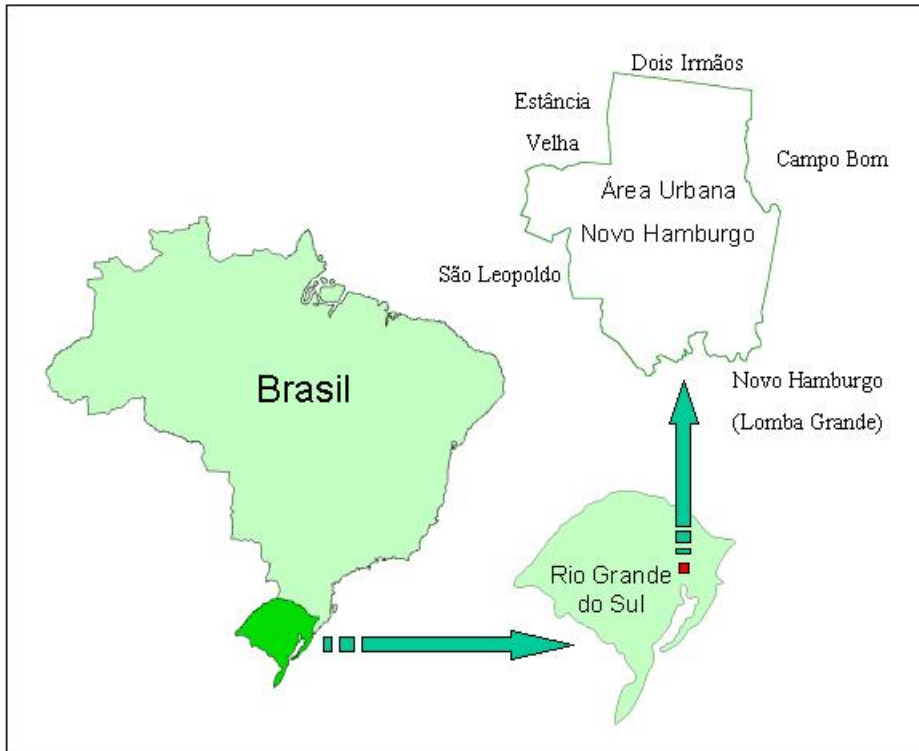 Dois Irmãos
Estância
Velha
Campo Bom
Área Urbana
Novo Hamburgo
São Leopoldo
Brasil
Novo Hamburgo
(Lomba Grande)
Rio Grande
do Sul